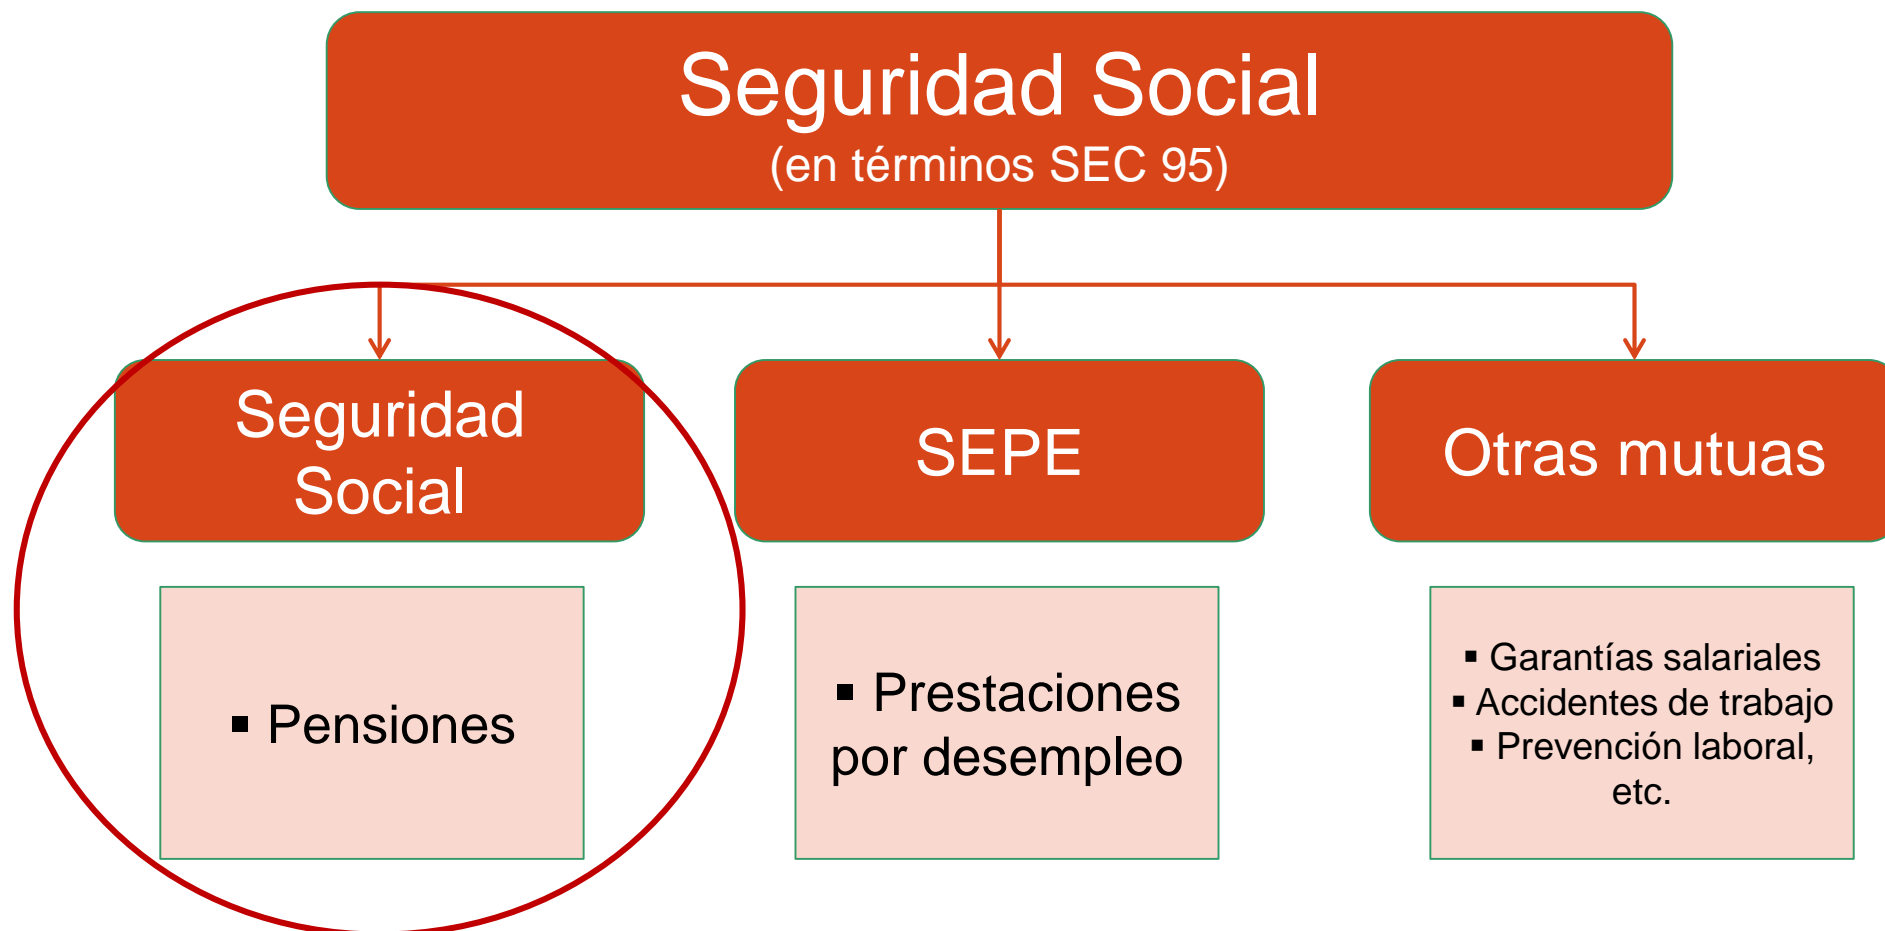 Seguridad Social
(en términos SEC 95)
Seguridad
Social
SEPE
Otras mutuas
▪ Pensiones
▪ Prestaciones
por desempleo
▪ Garantías salariales
▪ Accidentes de trabajo
▪ Prevención laboral,
etc.